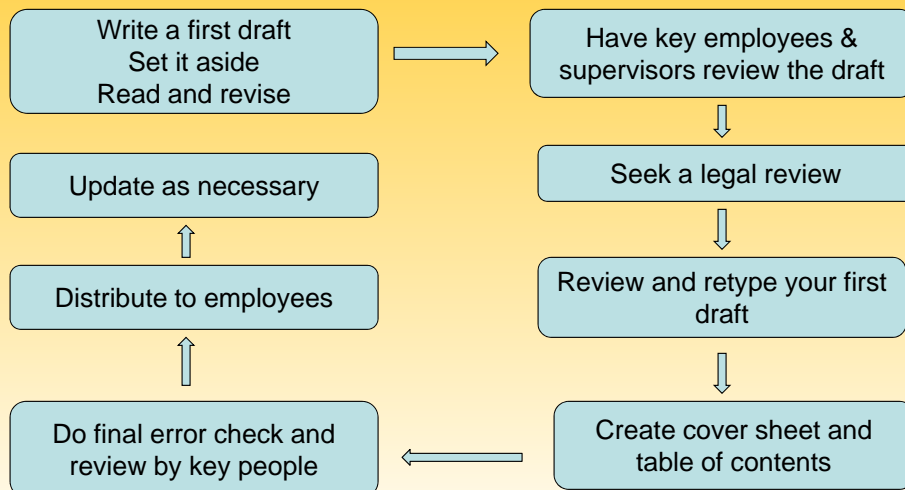 Write a first draft
Set it aside
Read and revise
Have key employees &
supervisors review the draft
Seek a legal review
Review and retype your first
draft
Create cover sheet and
table of contents
Do final error check and
review by key people
Distribute to employees
Update as necessary